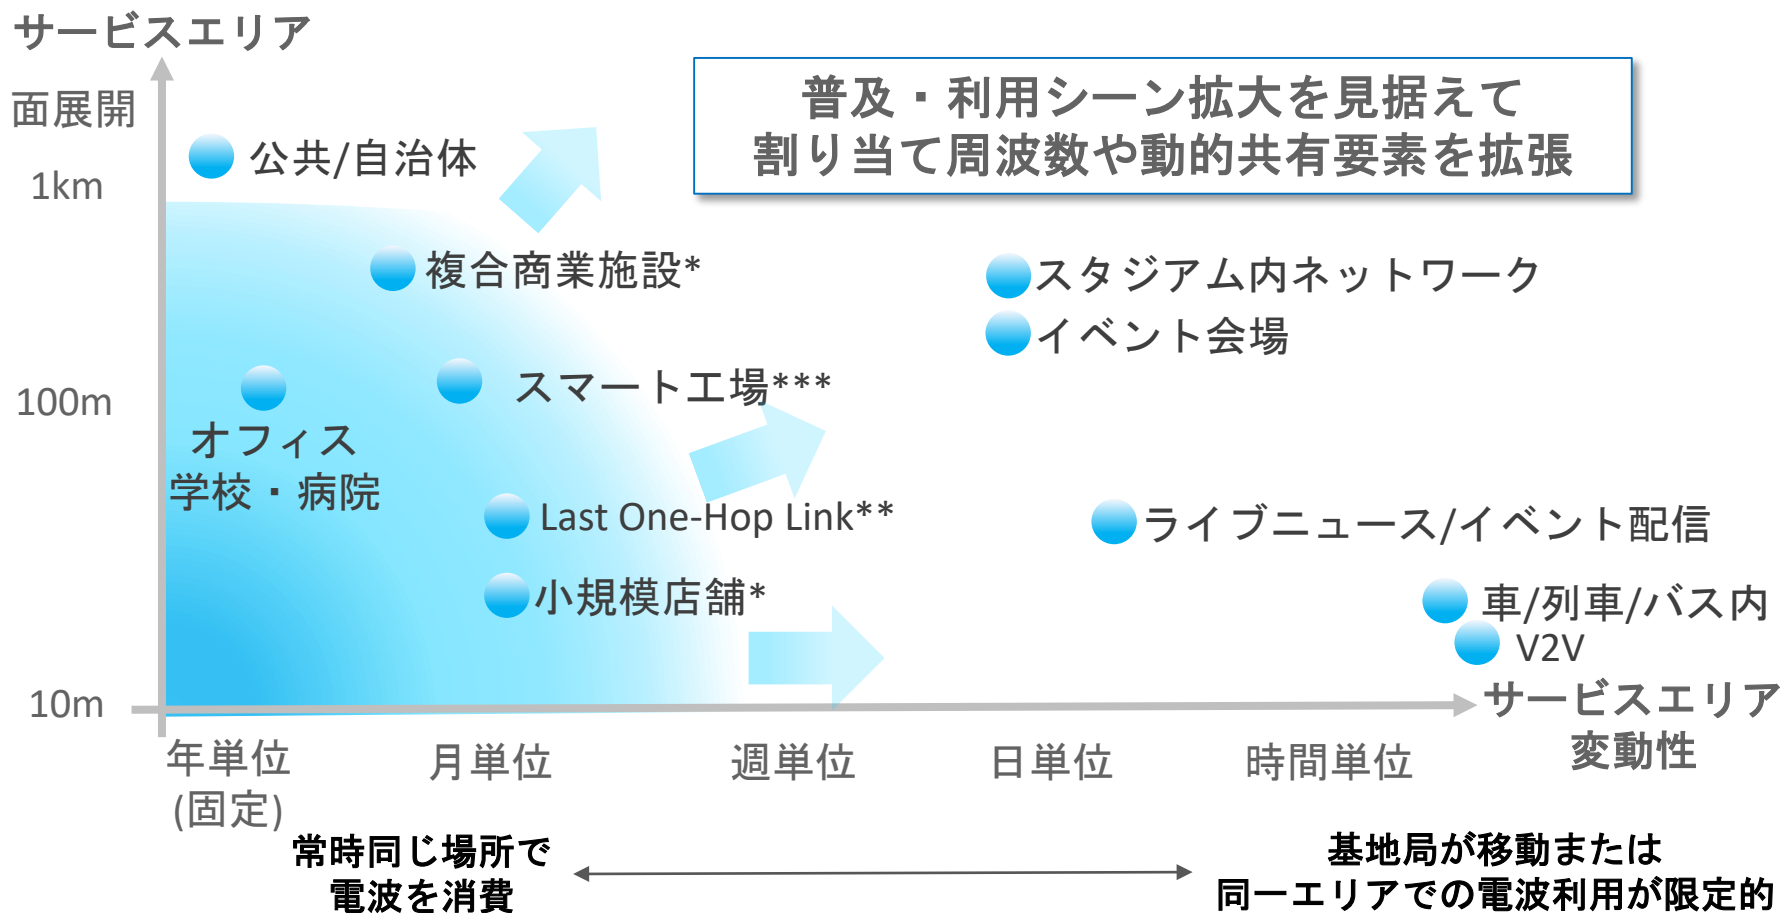 サービスエリア
面展開
1km
100m
10m
普及・利用シーン拡大を見据えて
割り当て周波数や動的共有要素を拡張
公共/自治体
複合商業施設*
スタジアム内ネットワーク
イベント会場
スマート工場***
オフィス
学校・病院
Last One-Hop Link**
ライブニュース/イベント配信
小規模店舗*
車/列車/バス内
V2V
サービスエリア
変動性
年単位
(固定)
月単位
週単位
日単位
時間単位
常時同じ場所で
電波を消費
基地局が移動または
同一エリアでの電波利用が限定的